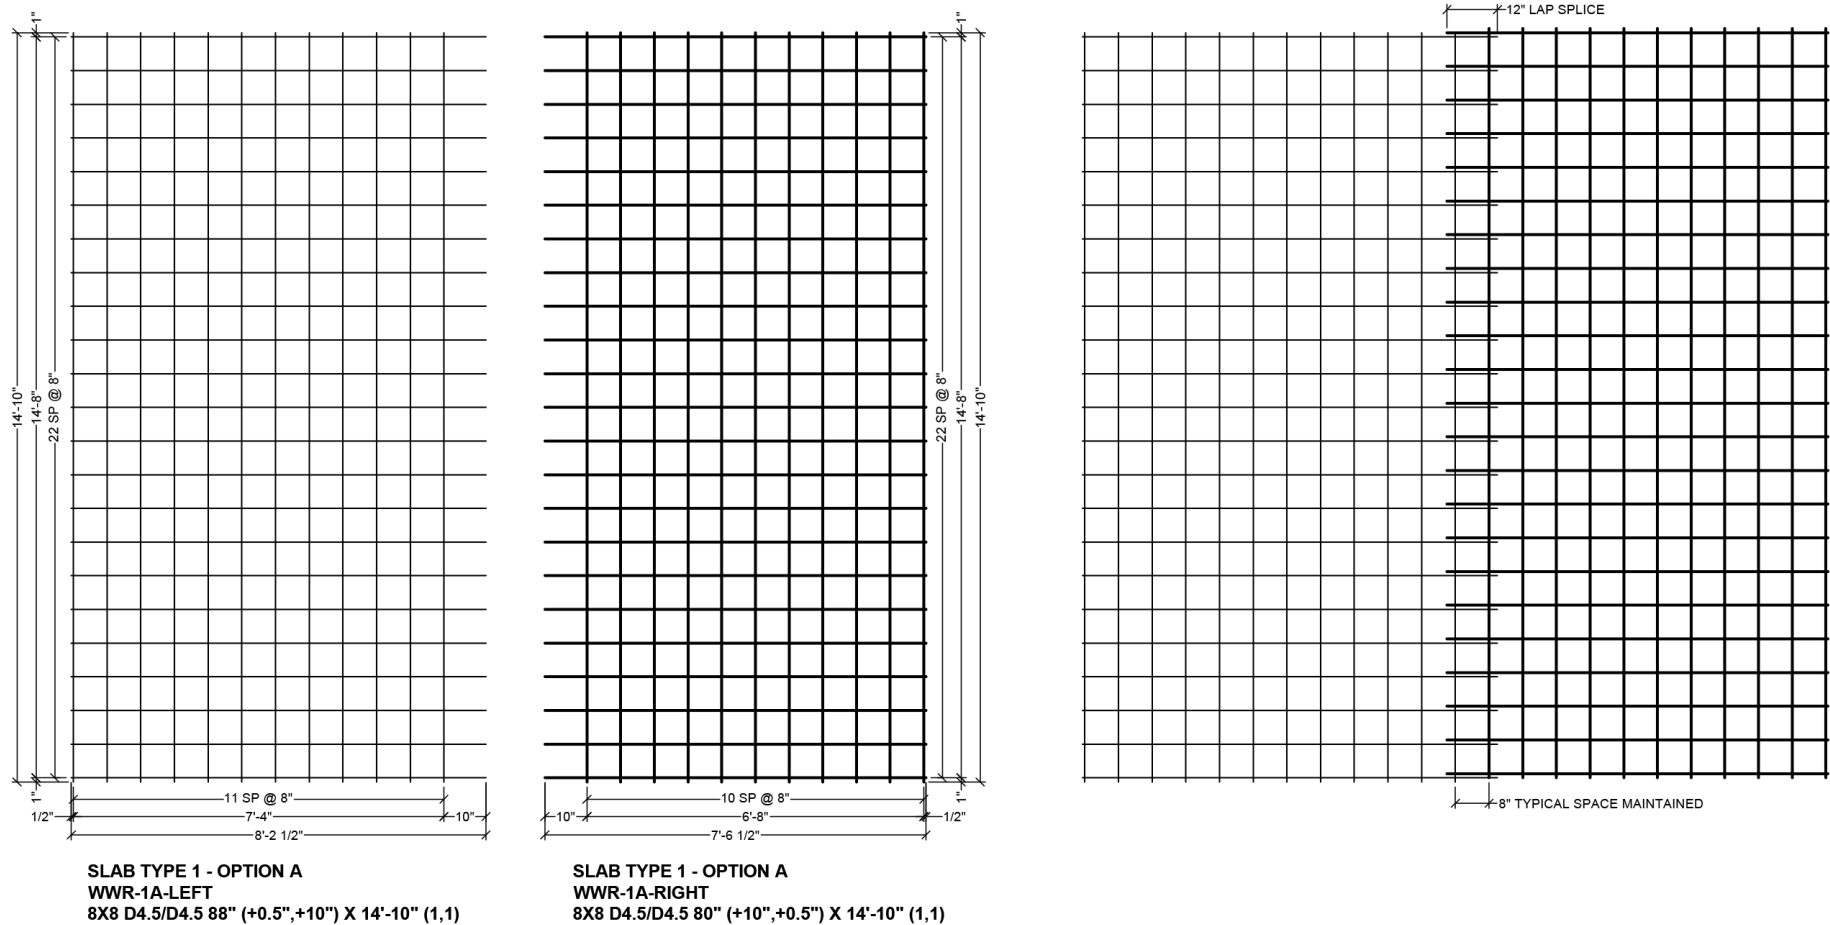 1"
14'-10"
14'-8"
22 SP @ 8"
1"
11 SP @ 8"
1/2"
7'-4"
10"
8'-2 1/2"
SLAB TYPE 1 - OPTION A
WWR-1A-LEFT
8X8 D4.5/D4.5 88" (+0.5",+10") X 14'-10" (1,1)
1"
22 SP @ 8"
14'-8"
14'-10"
1"
10 SP @ 8"
10"
6'-8"
1/2"
7'-6 1/2"
SLAB TYPE 1 - OPTION A
WWR-1A-RIGHT
8X8 D4.5/D4.5 80" (+10",+0.5") X 14'-10" (1,1)
12" LAP SPLICE
8" TYPICAL SPACE MAINTAINED